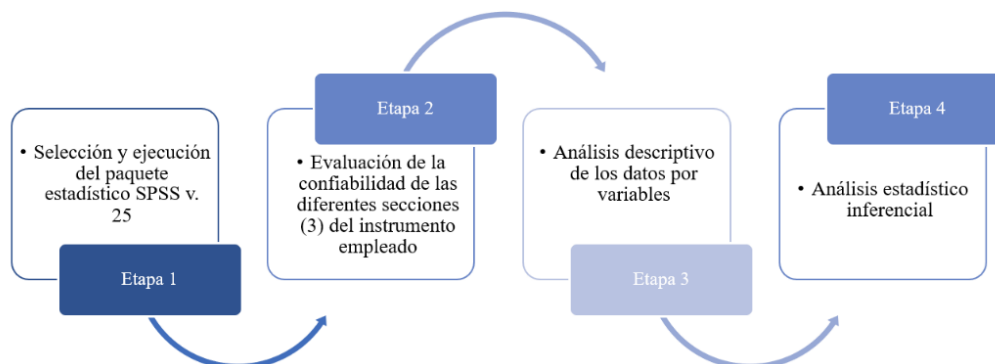 • Selección y ejecución
del paquete
estadístico SPSS v.
25
Etapa 1
Etapa 2
• Evaluación de la
confiabilidad de las
diferentes secciones
(3) del instrumento
empleado
• Análisis descriptivo
de los datos por
variables
Etapa 3
Etapa 4
• Análisis estadístico
inferencial